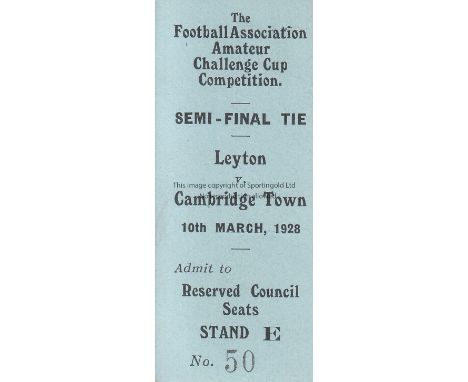 The
Football Association
Amateur
Challenge Cup
Competition.
SEMI-FINAL TIE
Leyton
v.
This image copyright of Sportingold Ltd
Cambridge Town
10th MARCH, 1928
Admit to
Reserved Council
Seats
STAND E
No. 50